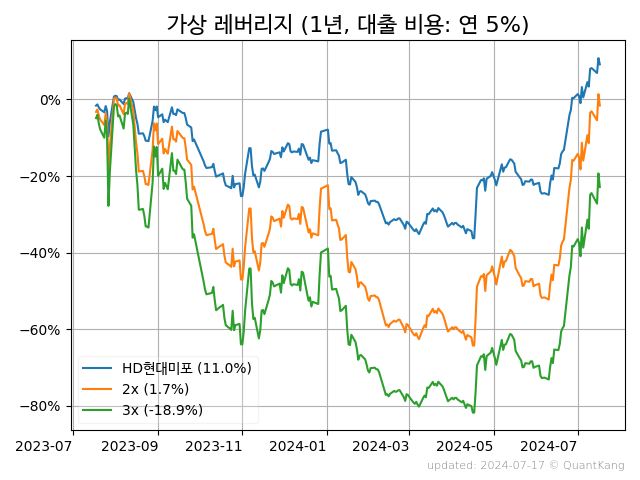 가상 레버리지 (1년, 대출 비용: 연 5%)
0%
−20%
−40%
−60%
−80%
HD현대미포 (11.0%)
2x (1.7%)
3x (-18.9%)
2023-07 2023-09 2023-11 2024-01 2024-03 2024-05 2024-07
updated: 2024-07-17 © QuantKang